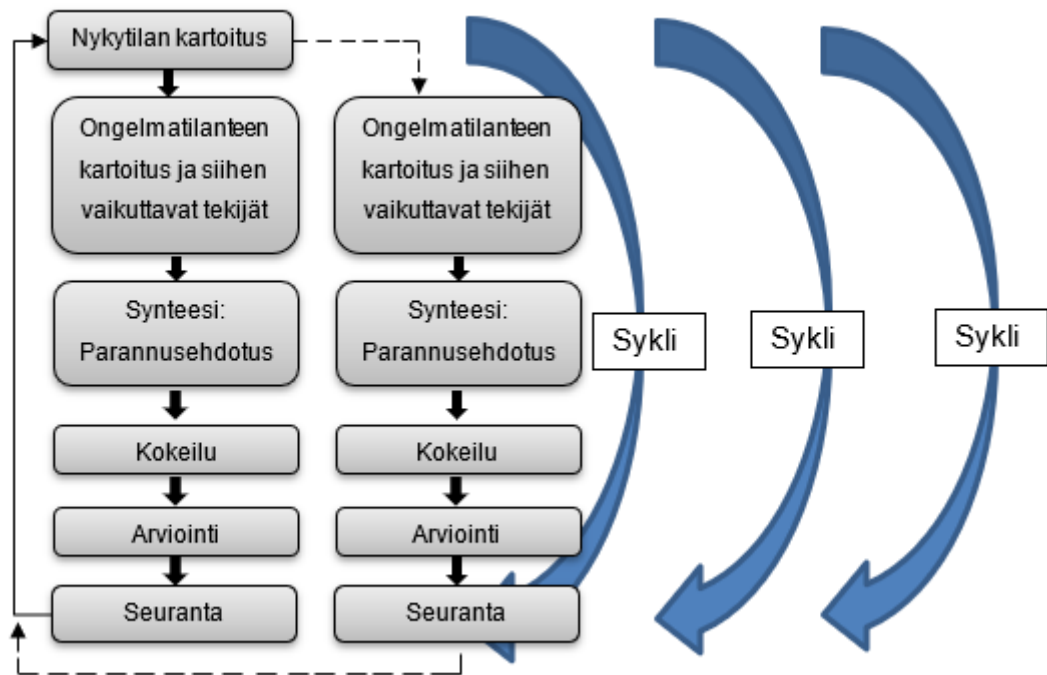 Nykytilan kartoitus
Ongelmatilanteen
kartoitus ja siihen
vaikuttavat tekijät
Synteesi:
Parannusehdotus
Kokeilu
Arviointi
Seuranta
Ongelmatilanteen
kartoitus ja siihen
vaikuttavat tekijät
Synteesi:
Parannusehdotus
Kokeilu
Arviointi
Seuranta
Sykli
Sykli
Sykli